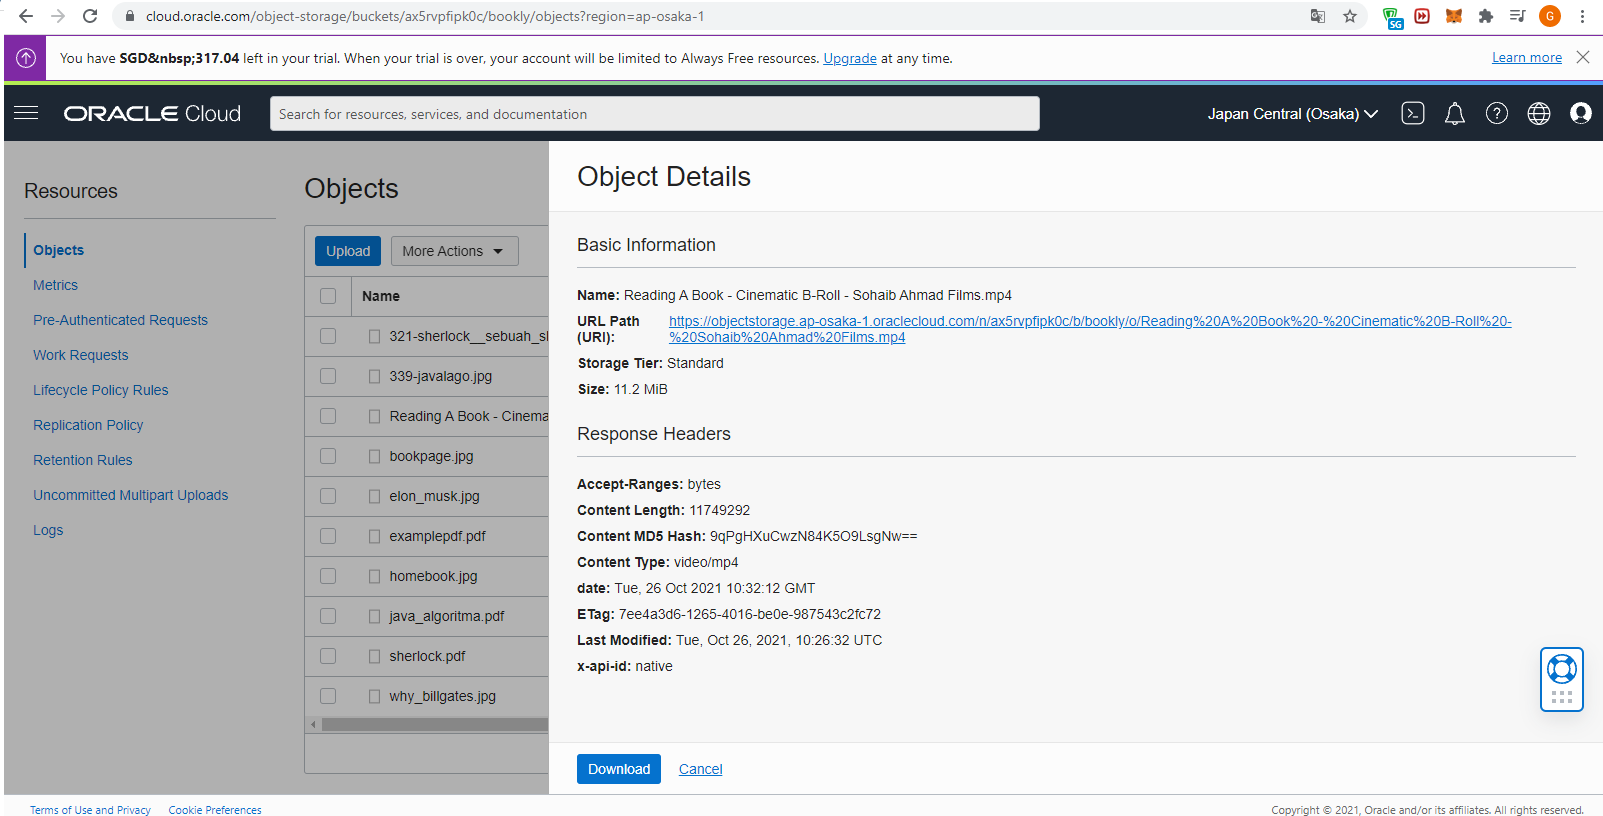 cloud.oracle.com/object-storage/buckets/ax5rvpfipk0c/bookly/objects?region=ap-osaka-1
SG
G
You have SGD&nbsp;317.04 left in your trial. When your trial is over, your account will be limited to Always Free resources. Upgrade at any time.
Learn more
ORACLE Cloud
Search for resources, services, and documentation
Japan Central (Osaka)
Resources
Objects
Metrics
Pre-Authenticated Requests
Work Requests
Lifecycle Policy Rules
Replication Policy
Retention Rules
Uncommitted Multipart Uploads
Logs
Objects
Upload
More Actions
Name
321-sherlock__sebuah_sl
339-javalago.jpg
Reading A Book - Cinema
bookpage.jpg
elon_musk.jpg
examplepdf.pdf
homebook.jpg
java_algoritma.pdf
sherlock.pdf
why_billgates.jpg
Object Details
Basic Information
Name: Reading A Book - Cinematic B-Roll - Sohaib Ahmad Films.mp4
URL Path (URI): https://objectstorage.ap-osaka-1.oraclecloud.com/n/ax5rvpfipk0c/b/bookly/o/Reading%20A%20Book%20-%20Cinematic%20B-Roll%20-
%20Sohaib%20Ahmad%20Films.mp4
Storage Tier: Standard
Size: 11.2 MiB
Response Headers
Accept-Ranges: bytes
Content Length: 11749292
Content MD5 Hash: 9qPgHXuCwzN84K5O9LsgNw==
Content Type: video/mp4
date: Tue, 26 Oct 2021 10:32:12 GMT
ETag: 7ee4a3d6-1265-4016-be0e-987543c2fc72
Last Modified: Tue, Oct 26, 2021, 10:26:32 UTC
x-api-id: native
Download
Cancel
Terms of Use and Privacy
Cookie Preferences
Copyright © 2021, Oracle and/or its affiliates. All rights reserved.